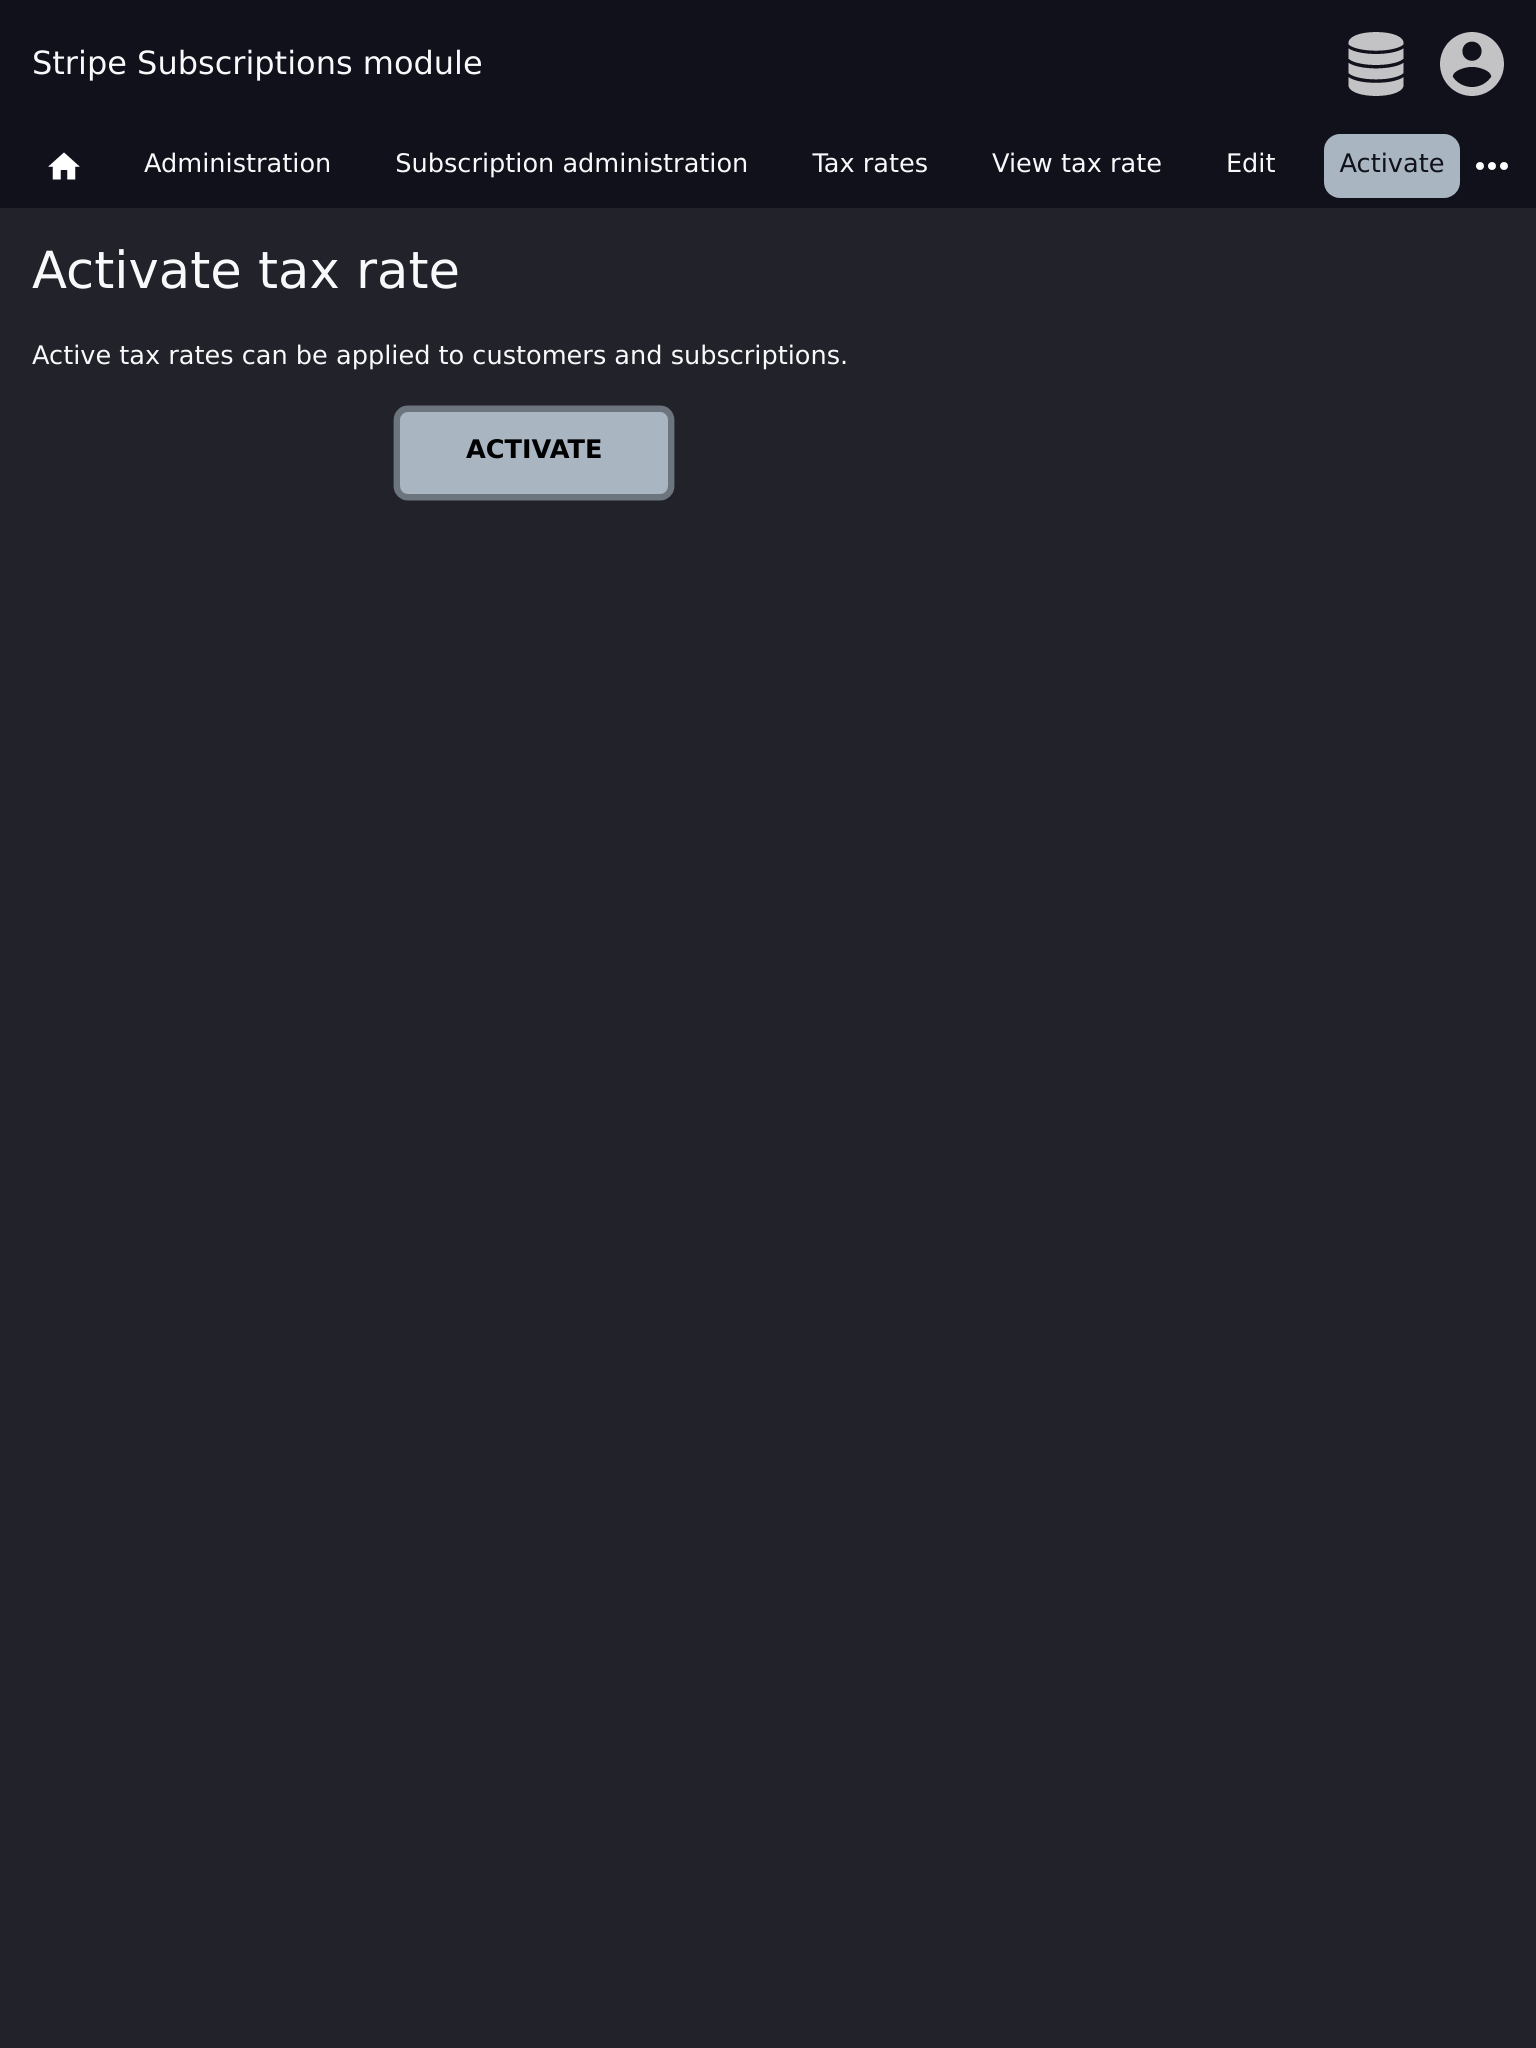 Stripe Subscriptions module
Administration Subscription administration Tax rates View tax rate Edit Activate
Activate tax rate
Active tax rates can be applied to customers and subscriptions.
ACTIVATE